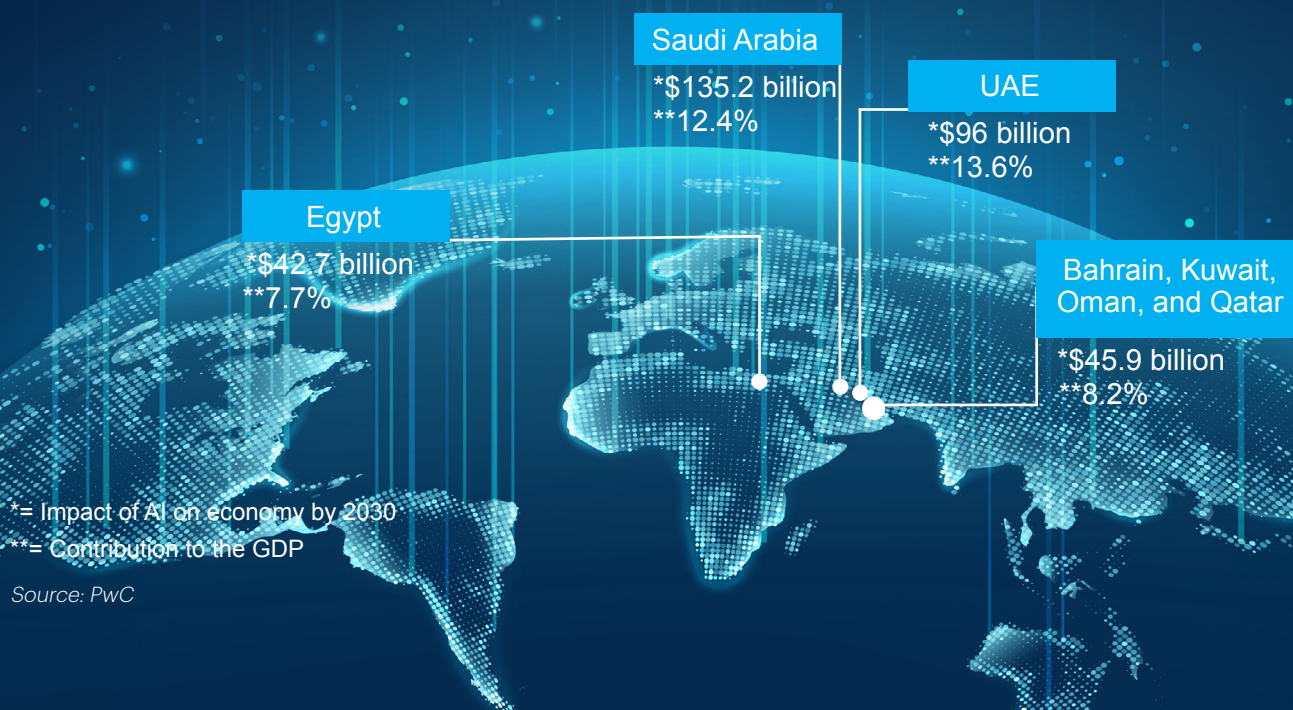 Saudi Arabia
*$135.2 billion
**12.4%
UAE
*$96 billion
**13.6%
Egypt
*$42.7 billion
**7.7%
Bahrain, Kuwait,
Oman, and Qatar
*$45.9 billion
**8.2%
*= Impact of AI on economy by 2030
**= Contribution to the GDP
Source: PwC